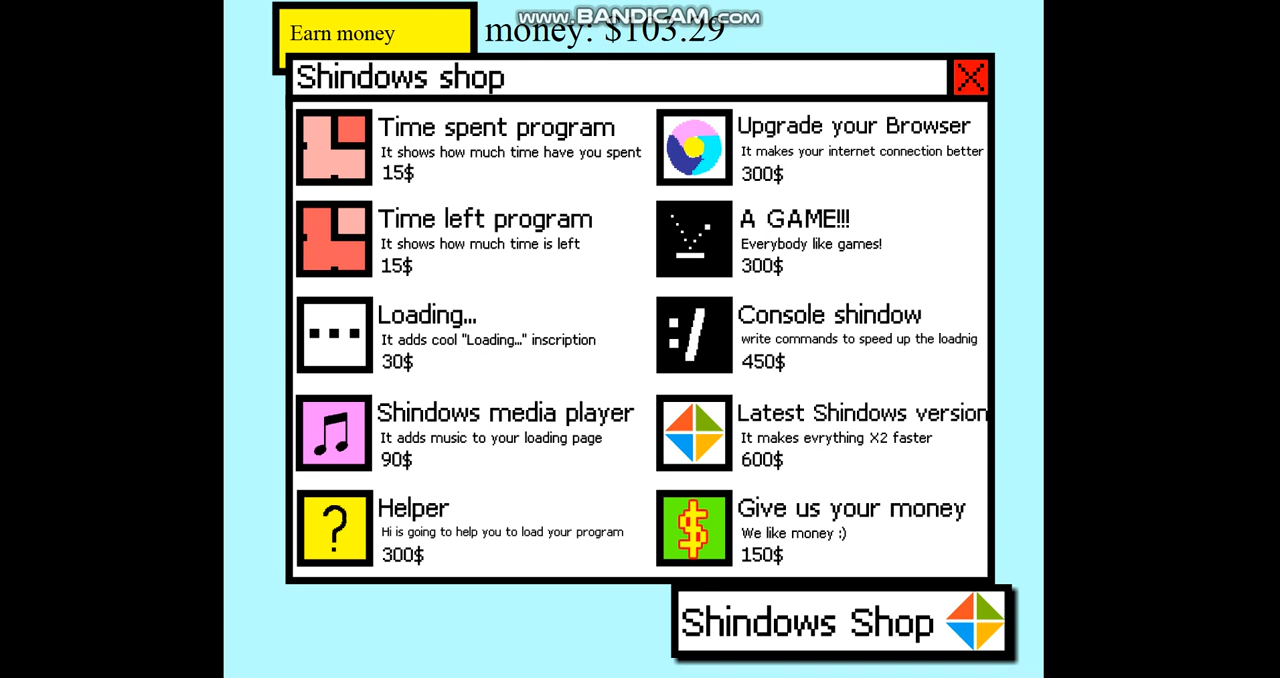 www.BANDICAM.com
Earn money
money: $103.29
Shindows shop
Time spent program
It shows how much time have you spent
15$
Time left program
It shows how much time is left
15$
Loading...
It adds cool "Loading..." inscription
30$
Shindows media player
It adds music to your loading page
90$
Helper
Hi is going to help you to load your program
300$
Upgrade your Browser
It makes your internet connection better
300$
A GAME!!!
Everybody like games!
300$
Console shindow
write commands to speed up the loadnig
450$
Latest Shindows version
It makes evrything X2 faster
600$
Give us your money
We like money :)
150$
Shindows Shop